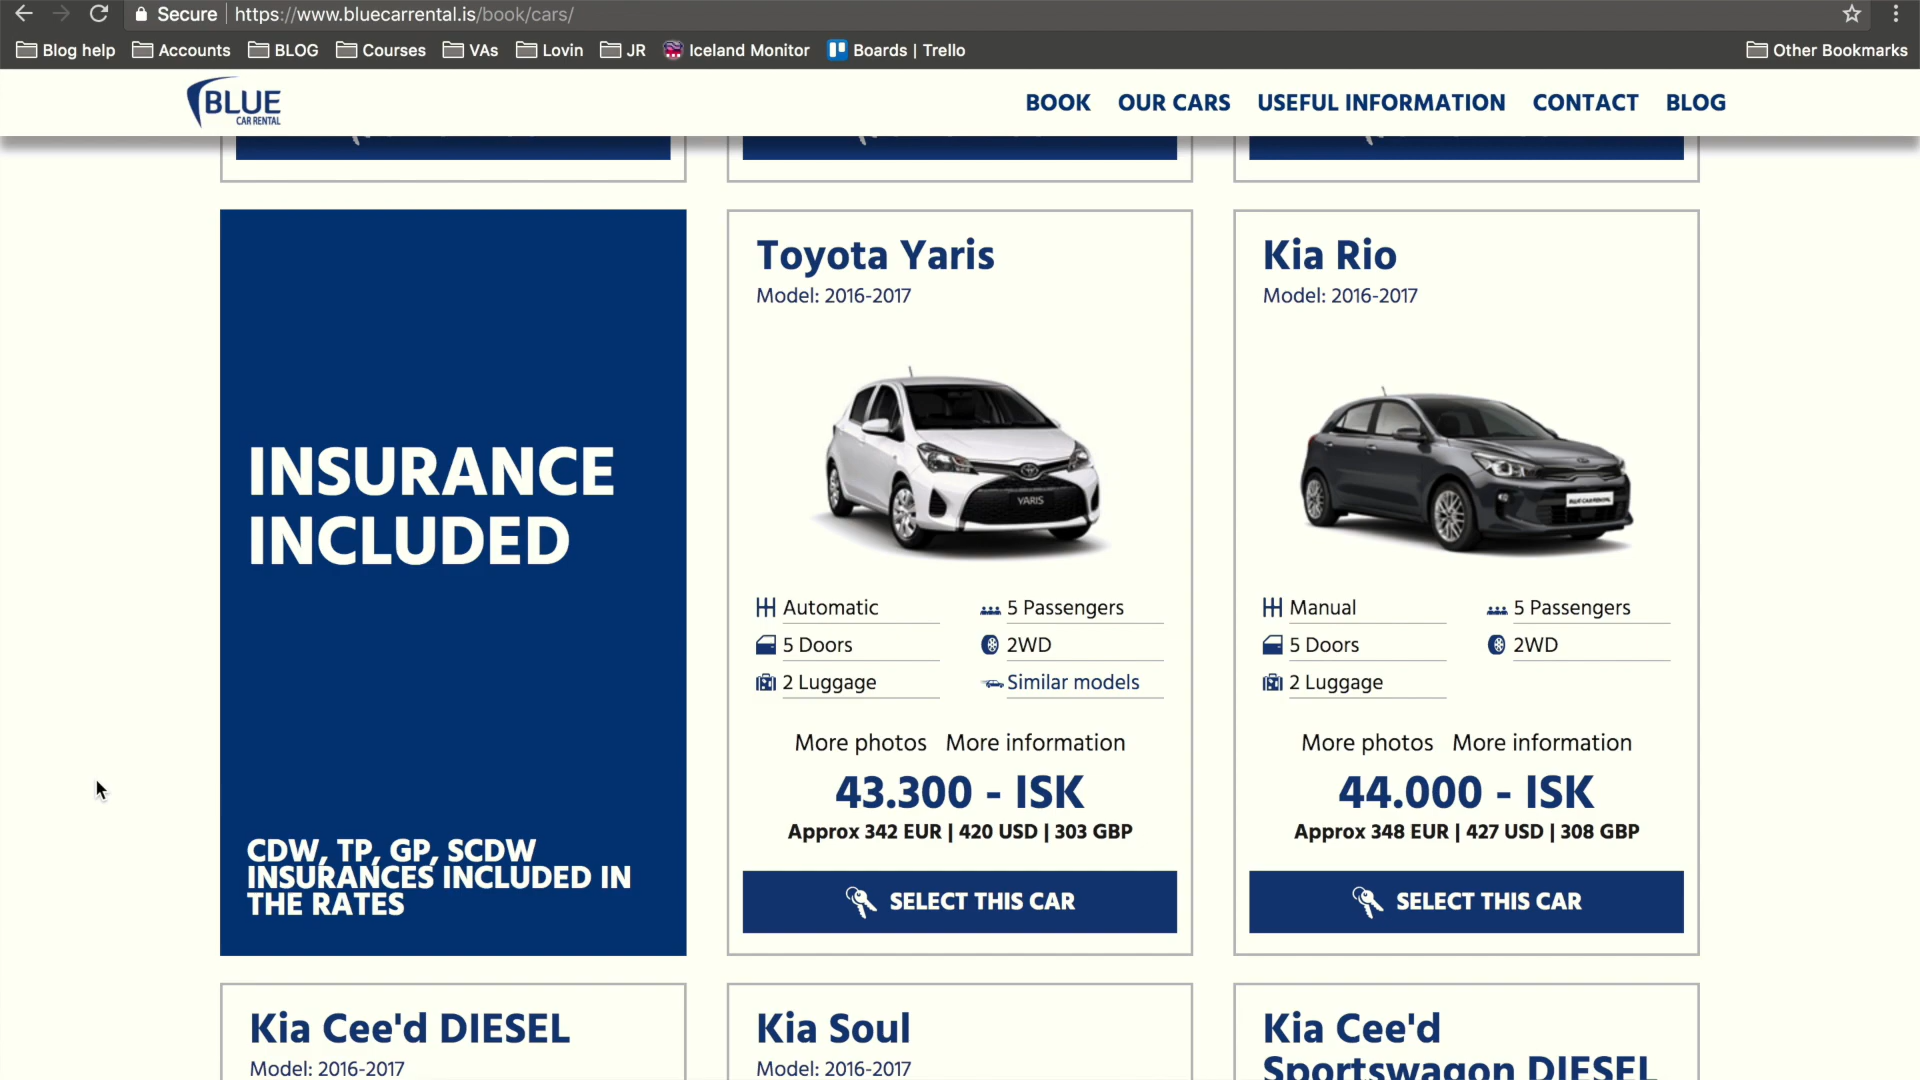 Secure https://www.bluecarrental.is/book/cars/
Blog help Accounts BLOG Courses VAs Lovin JR Iceland Monitor Boards | Trello Other Bookmarks
BLUE
CAR RENTAL
BOOK OUR CARS USEFUL INFORMATION CONTACT BLOG
INSURANCE
INCLUDED
CDW, TP, GP, SCDW
INSURANCES INCLUDED IN
THE RATES
Toyota Yaris
Model: 2016-2017
YARIS
Automatic 5 Passengers
5 Doors 2WD
2 Luggage Similar models
More photos More information
43.300 - ISK
Approx 342 EUR | 420 USD | 303 GBP
SELECT THIS CAR
Kia Rio
Model: 2016-2017
BLUE CAR RENTAL
Manual 5 Passengers
5 Doors 2WD
2 Luggage
More photos More information
44.000 - ISK
Approx 348 EUR | 427 USD | 308 GBP
SELECT THIS CAR
Kia Cee'd DIESEL
Model: 2016-2017
Kia Soul
Model: 2016-2017
Kia Cee'd
Sportswagon DIESEL